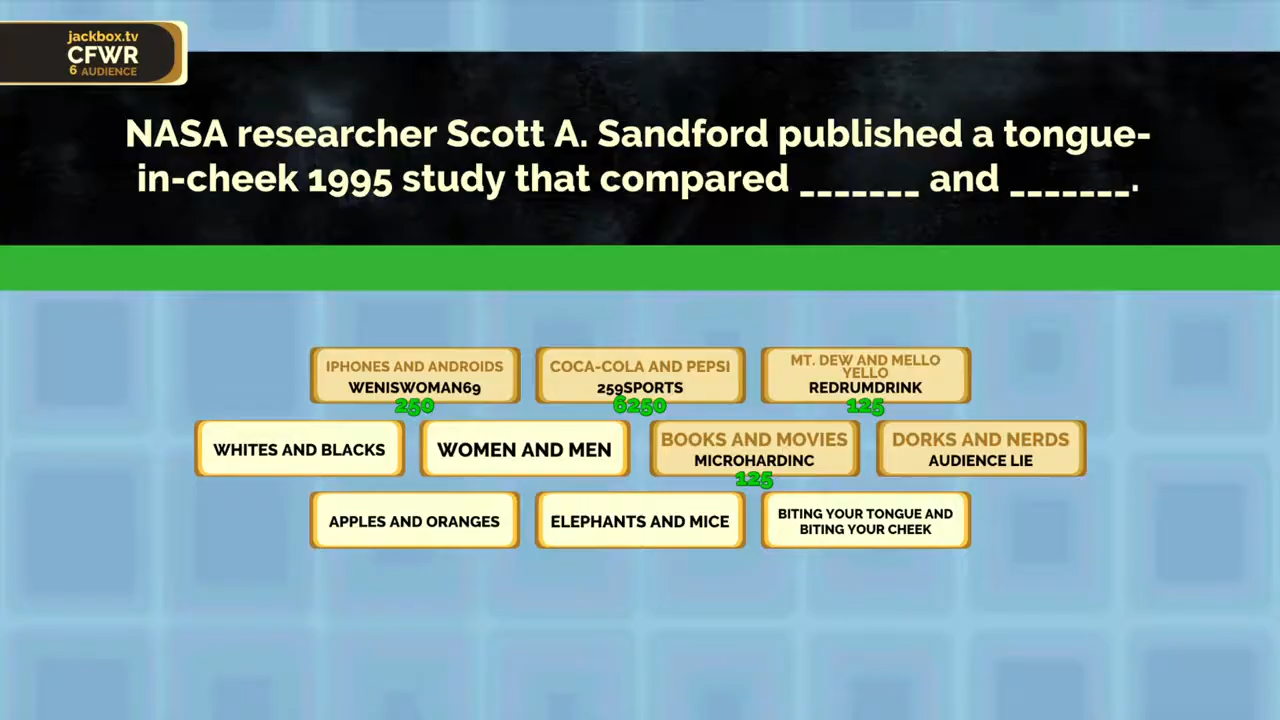 jackbox.tv
CFWR
6 AUDIENCE
NASA researcher Scott A. Sandford published a tongue-
in-cheek 1995 study that compared _______ and _______.
IPHONES AND ANDROIDS
WENISWOMAN69
250
COCA-COLA AND PEPSI
259SPORTS
6250
MT. DEW AND MELLO
YELLO
REDRUMDRINK
125
WHITES AND BLACKS
WOMEN AND MEN
BOOKS AND MOVIES
MICROHARDINC
125
DORKS AND NERDS
AUDIENCE LIE
APPLES AND ORANGES
ELEPHANTS AND MICE
BITING YOUR TONGUE AND
BITING YOUR CHEEK